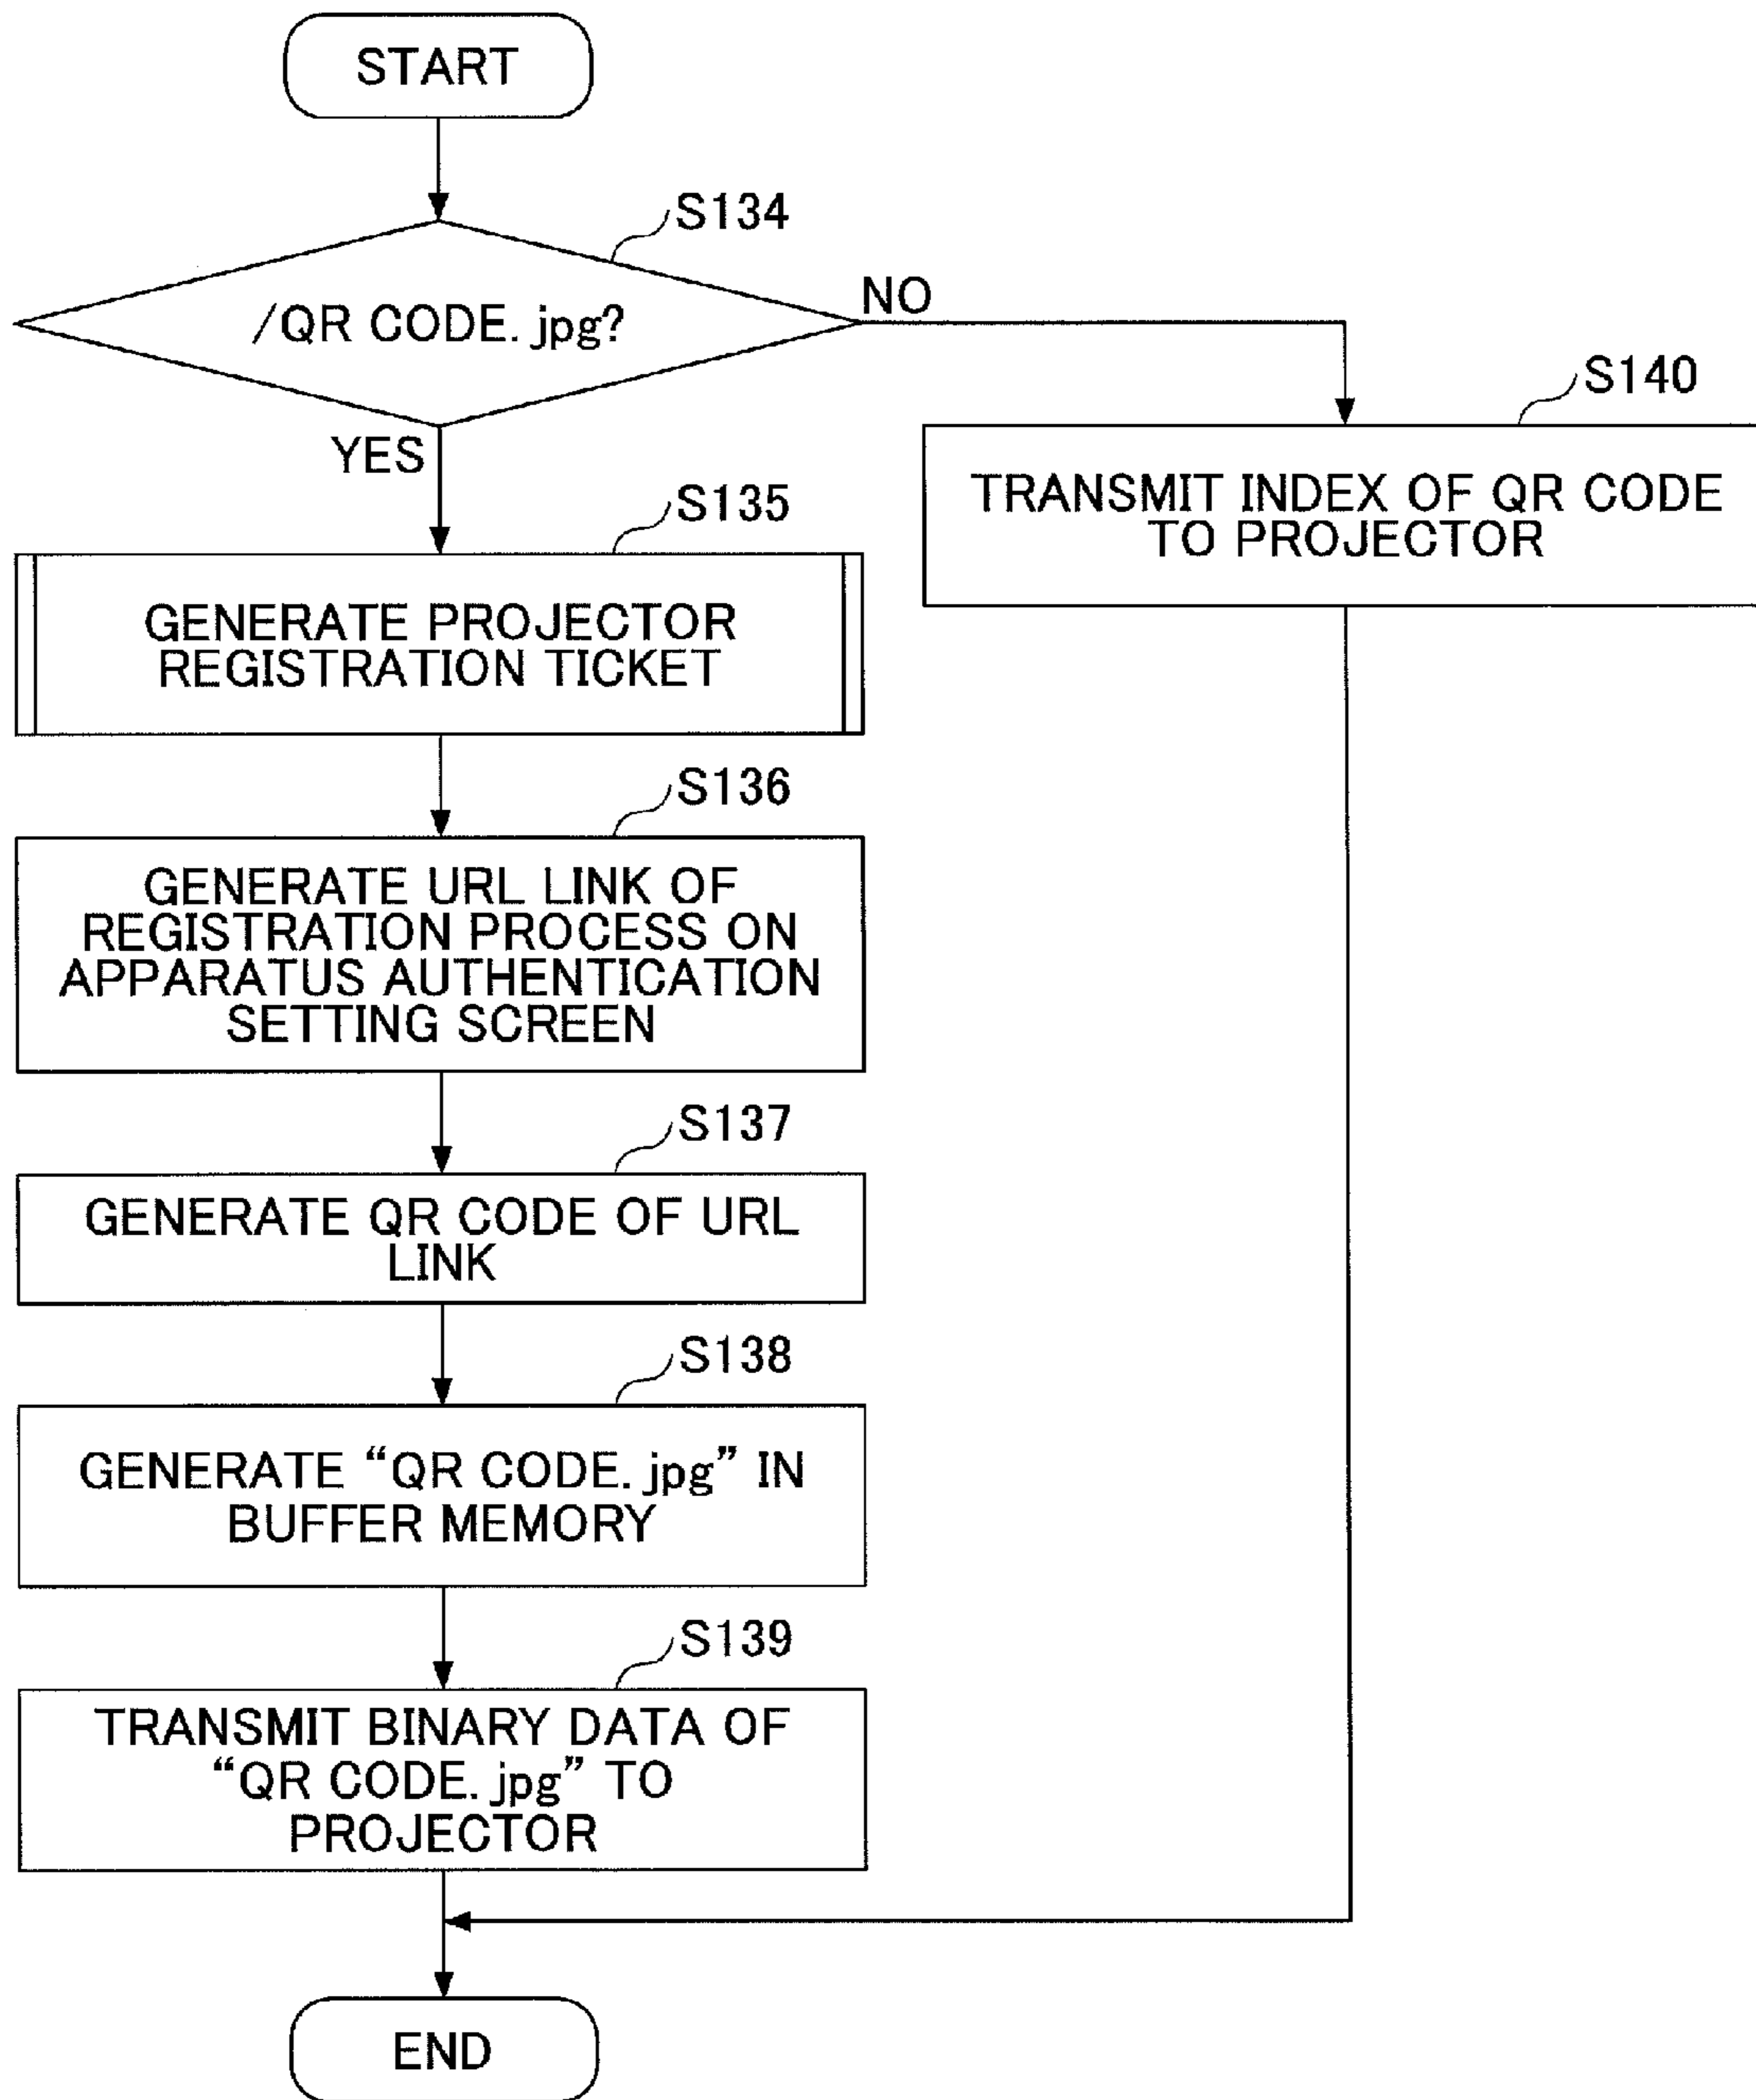 START
S134
/QR CODE. jpg?
NO
YES
S140
TRANSMIT INDEX OF QR CODE
TO PROJECTOR
S135
GENERATE PROJECTOR
REGISTRATION TICKET
S136
GENERATE URL LINK OF
REGISTRATION PROCESS ON
APPARATUS AUTHENTICATION
SETTING SCREEN
S137
GENERATE QR CODE OF URL
LINK
S138
GENERATE “QR CODE. jpg” IN
BUFFER MEMORY
S139
TRANSMIT BINARY DATA OF
“QR CODE. jpg” TO
PROJECTOR
END